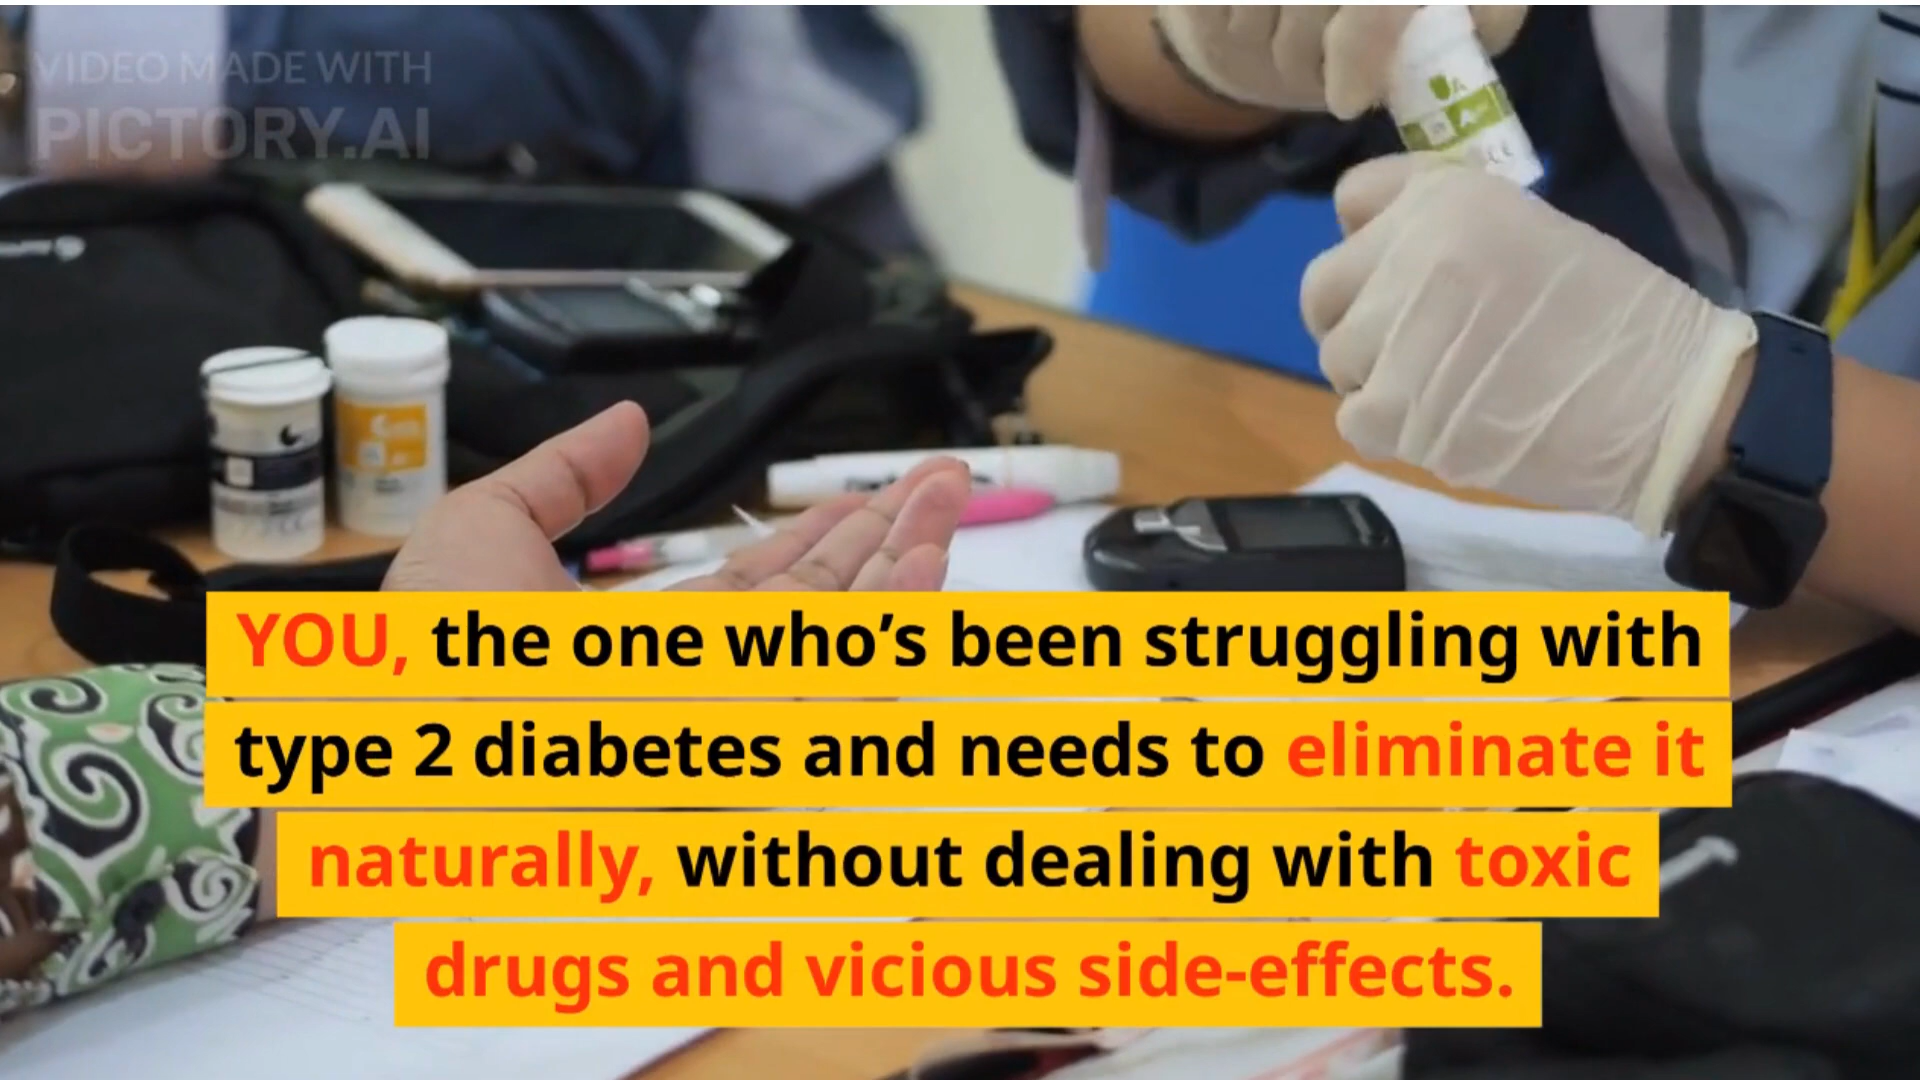 VIDEO MADE WITH
PICTORY.AI
YOU, the one who’s been struggling with
type 2 diabetes and needs to eliminate it
naturally, without dealing with toxic
drugs and vicious side-effects.